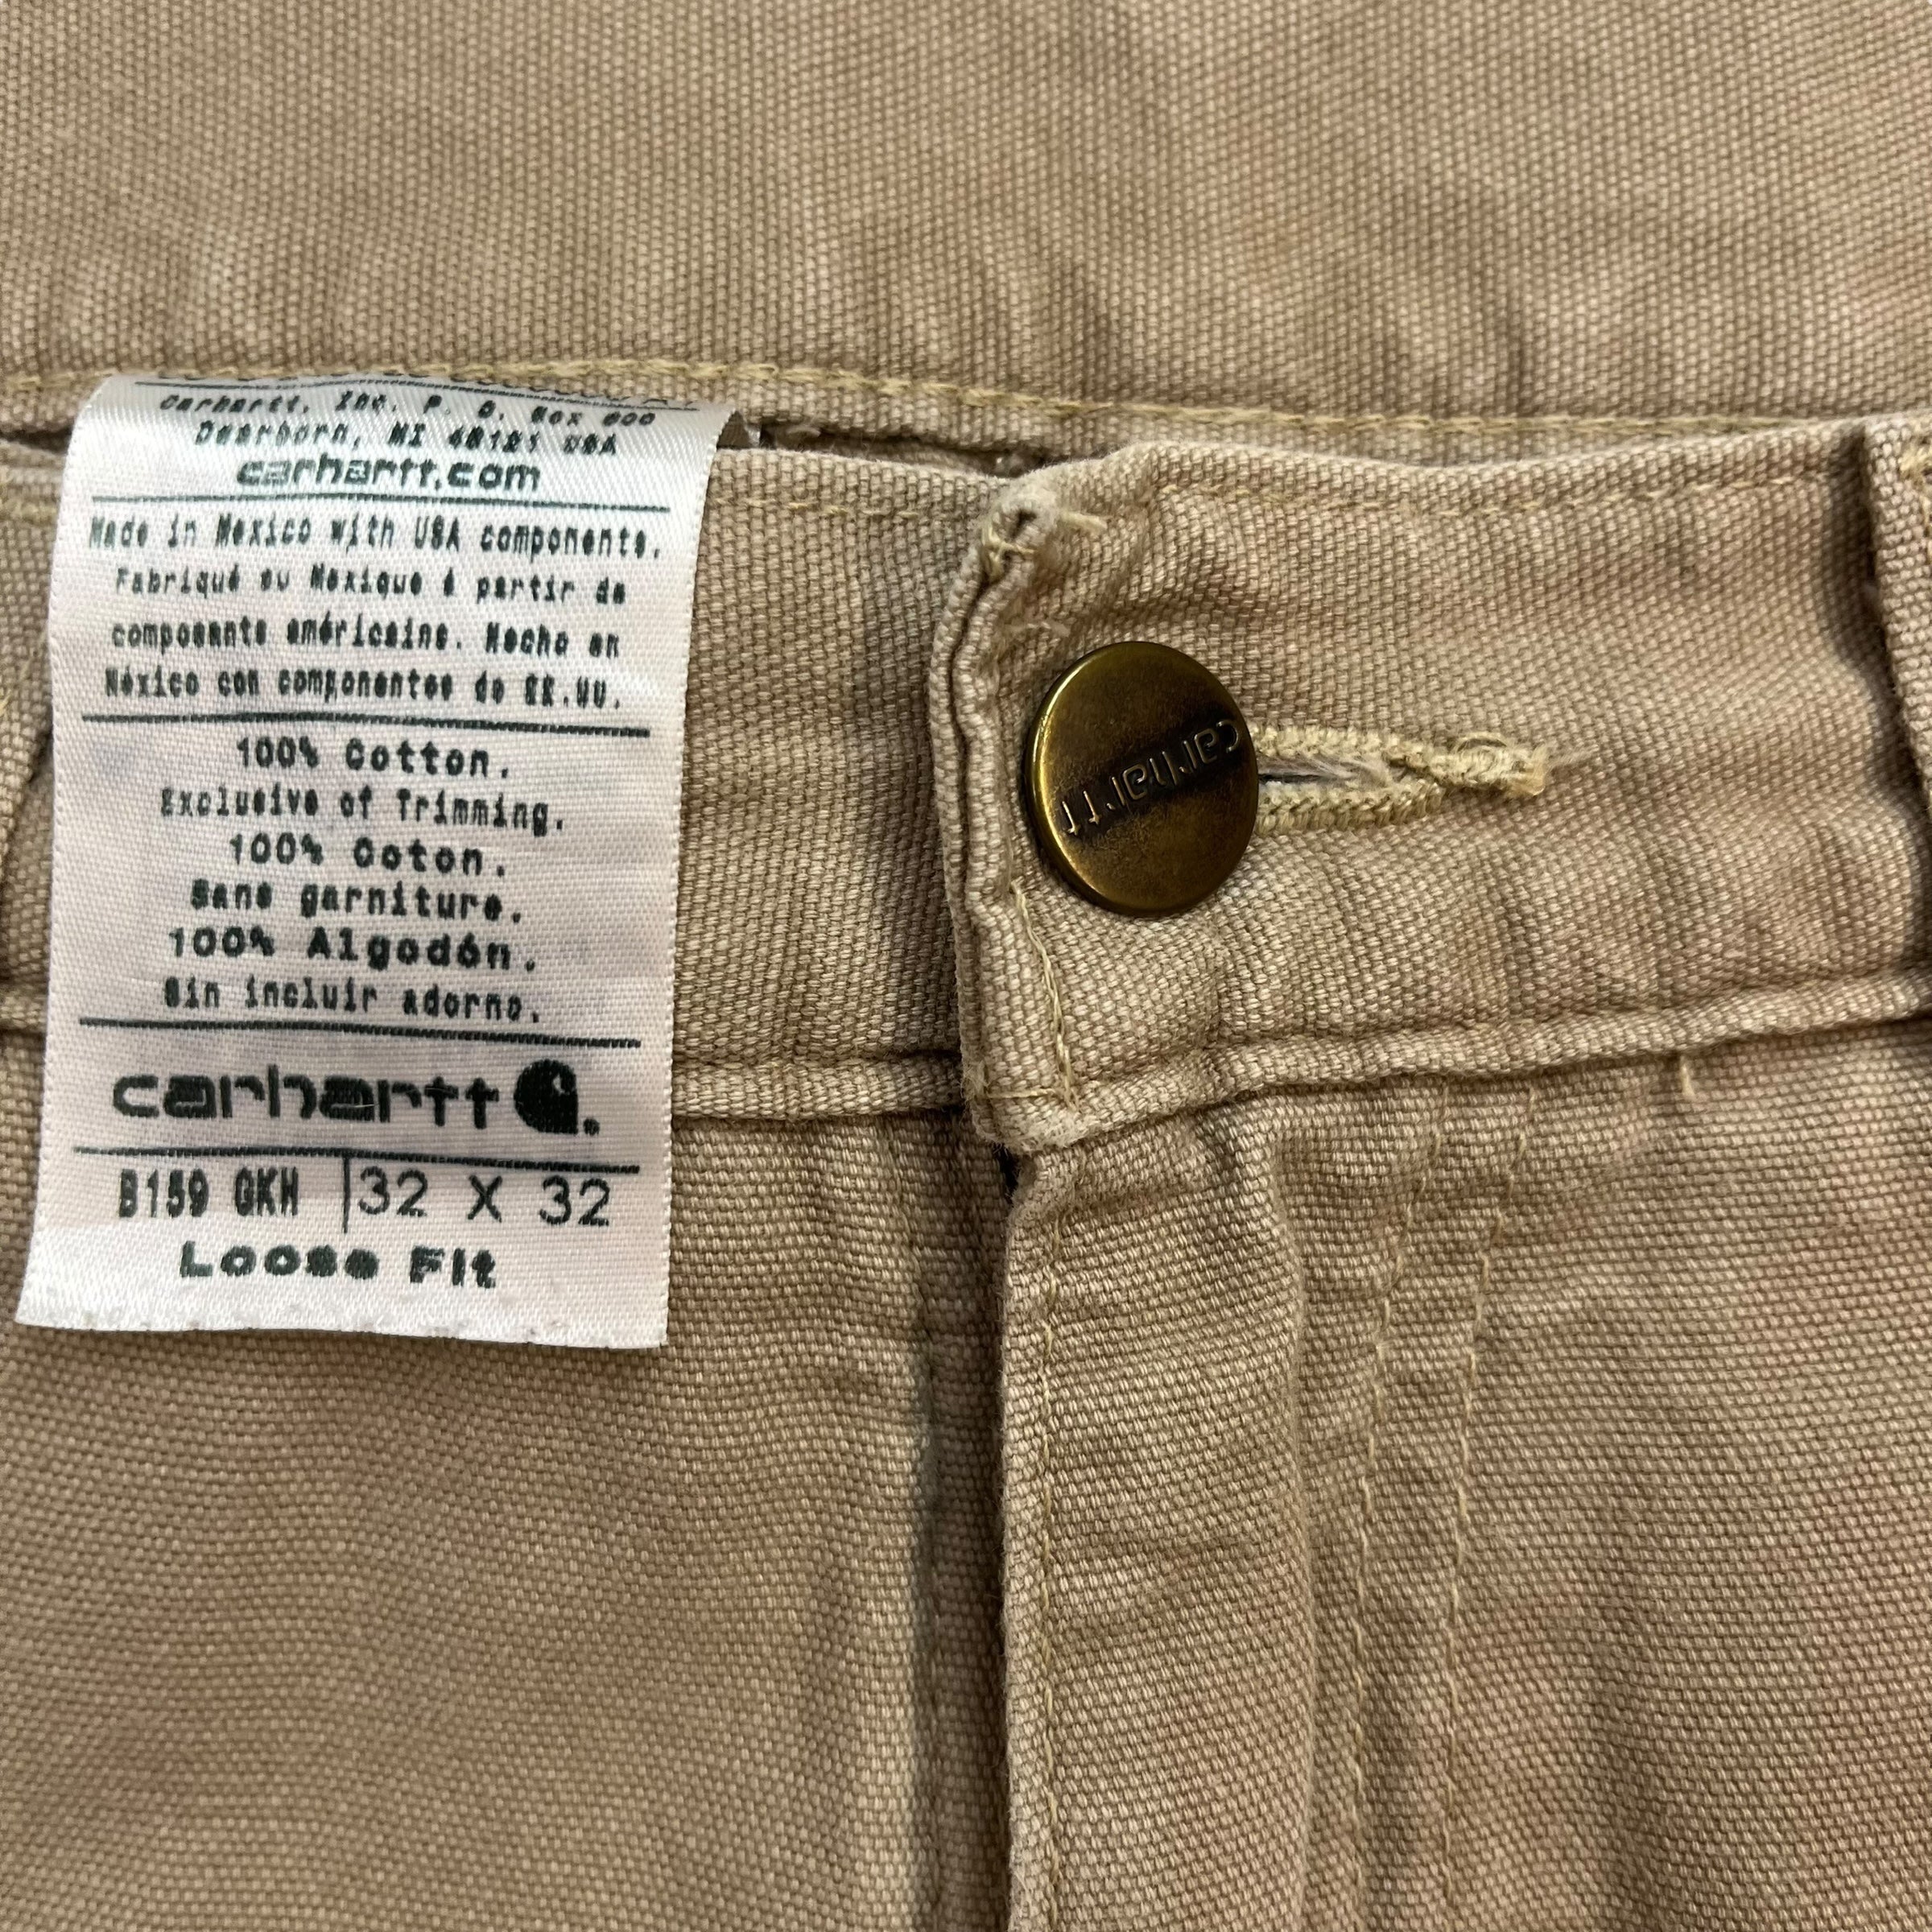 Carhartt, Inc. P. O. Box 600
Dearborn, MI 48121 USA
carhartt.com
Made in Mexico with USA components.
Fabriqué au Mexique à partir de
composants américains. Hecho en
México con componentes de EE.UU.
100% Cotton.
Exclusive of Trimming.
100% Coton.
Sans garniture.
100% Algodón.
Sin incluir adorno.
carhartt
B159 GKH 32 X 32
Loose Fit
carhartt